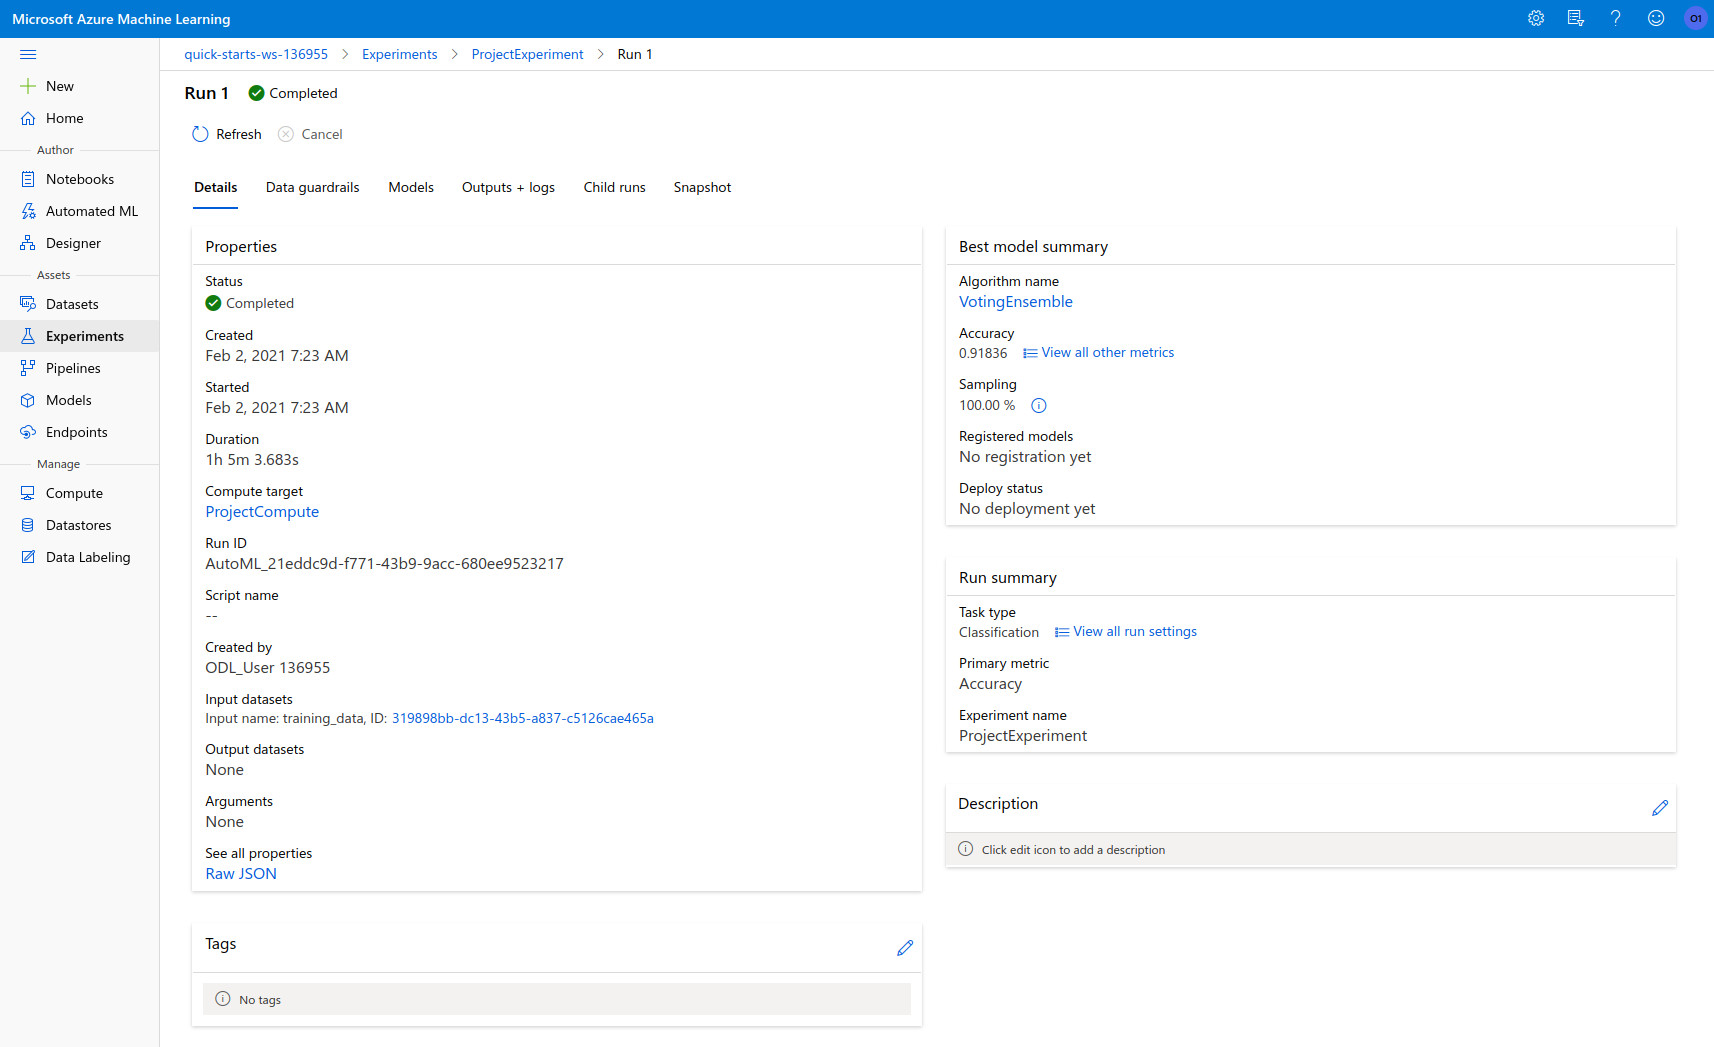 Microsoft Azure Machine Learning
O1
quick-starts-ws-136955 > Experiments > ProjectExperiment > Run 1
New
Home
Author
Notebooks
Automated ML
Designer
Assets
Datasets
Experiments
Pipelines
Models
Endpoints
Manage
Compute
Datastores
Data Labeling
Run 1 Completed
Refresh Cancel
Details Data guardrails Models Outputs + logs Child runs Snapshot
Properties
Status
Completed
Created
Feb 2, 2021 7:23 AM
Started
Feb 2, 2021 7:23 AM
Duration
1h 5m 3.683s
Compute target
ProjectCompute
Run ID
AutoML_21eddc9d-f771-43b9-9acc-680ee9523217
Script name
--
Created by
ODL_User 136955
Input datasets
Input name: training_data, ID: 319898bb-dc13-43b5-a837-c5126cae465a
Output datasets
None
Arguments
None
See all properties
Raw JSON
Tags
No tags
Best model summary
Algorithm name
VotingEnsemble
Accuracy
0.91836 View all other metrics
Sampling
100.00 %
Registered models
No registration yet
Deploy status
No deployment yet
Run summary
Task type
Classification View all run settings
Primary metric
Accuracy
Experiment name
ProjectExperiment
Description
Click edit icon to add a description